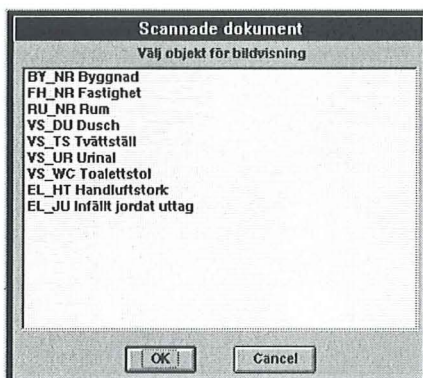 Scannade dokument
Välj objekt för bildvisning
BY_NR Byggnad
FH_NR Fastighet
RU_NR Rum
VS_DU Dusch
VS_TS Tvättställ
VS_UR Urinal
VS_WC Toalettstol
EL_HT Handluftstork
EL_JU Infällt jordat uttag
OK
Cancel